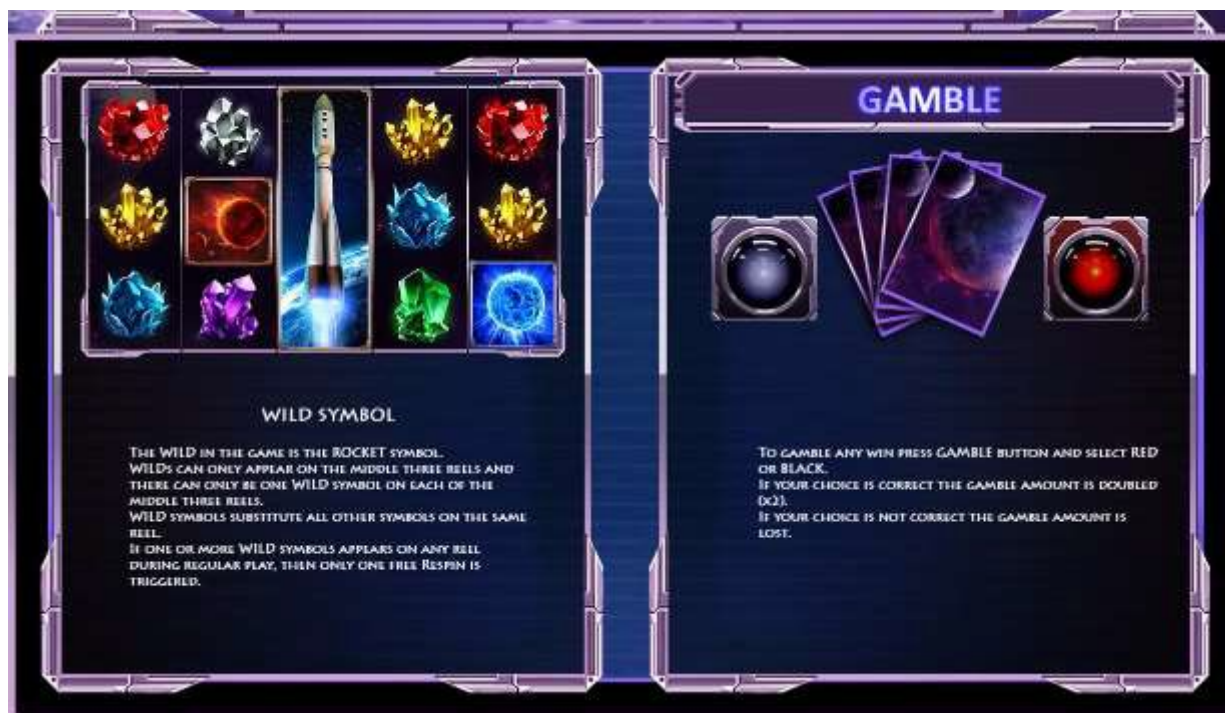 WILD SYMBOL
THE WILD IN THE GAME IS THE ROCKET SYMBOL.
WILDS CAN ONLY APPEAR ON THE MIDDLE THREE REELS AND
THERE CAN ONLY BE ONE WILD SYMBOL ON EACH OF THE
MIDDLE THREE REELS.
WILD SYMBOLS SUBSTITUTE ALL OTHER SYMBOLS ON THE SAME
REEL.
IF ONE OR MORE WILD SYMBOLS APPEARS ON ANY REEL
DURING REGULAR PLAY, THEN ONLY ONE FREE RESPIN IS
TRIGGERED.
GAMBLE
TO GAMBLE ANY WIN PRESS GAMBLE BUTTON AND SELECT RED
OR BLACK.
IF YOUR CHOICE IS CORRECT THE GAMBLE AMOUNT IS DOUBLED
(X2).
IF YOUR CHOICE IS NOT CORRECT THE GAMBLE AMOUNT IS
LOST.